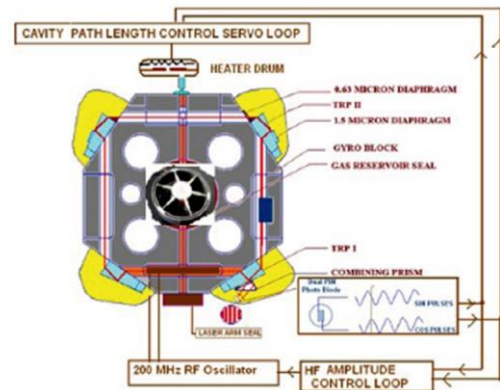 CAVITY PATH LENGTH CONTROL SERVO LOOP
HEATER DRUM
0.63 MICRON DIAPHRAGM
TRP II
1.5 MICRON DIAPHRAGM
GYRO BLOCK
GAS RESERVOIR SEAL
TRP I
COMBINING PRISM
Dual PIN
Photo Diode
SIN PULSES
COS PULSES
LASER ARM SEAL
200 MHz RF Oscillator
HF AMPLITUDE
CONTROL LOOP